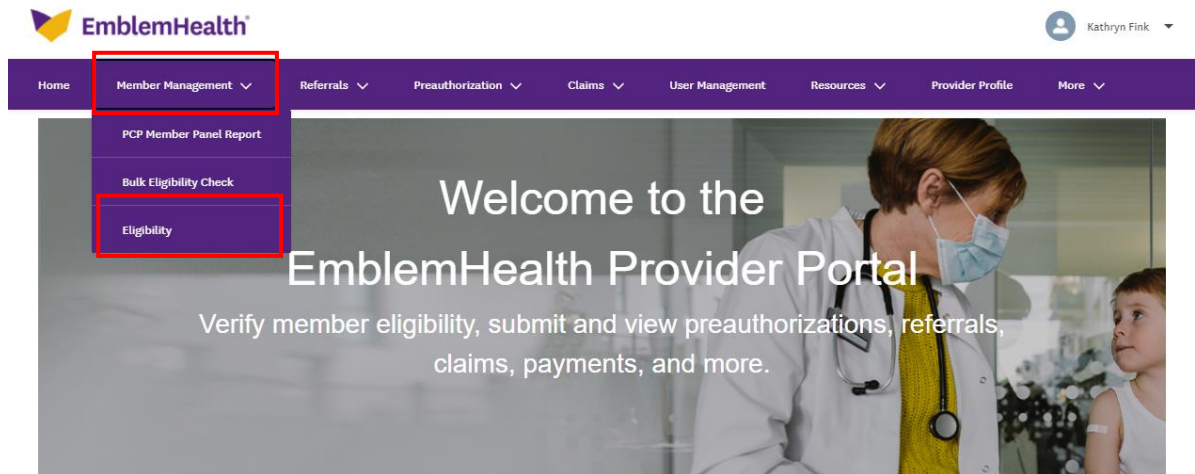 EmblemHealth
Kathryn Fink
Home Member Management Referrals Preauthorization Claims User Management Resources Provider Profile More
PCP Member Panel Report
Bulk Eligibility Check
Eligibility
Welcome to the
EmblemHealth Provider Portal
Verify member eligibility, submit and view preauthorizations, referrals,
claims, payments, and more.